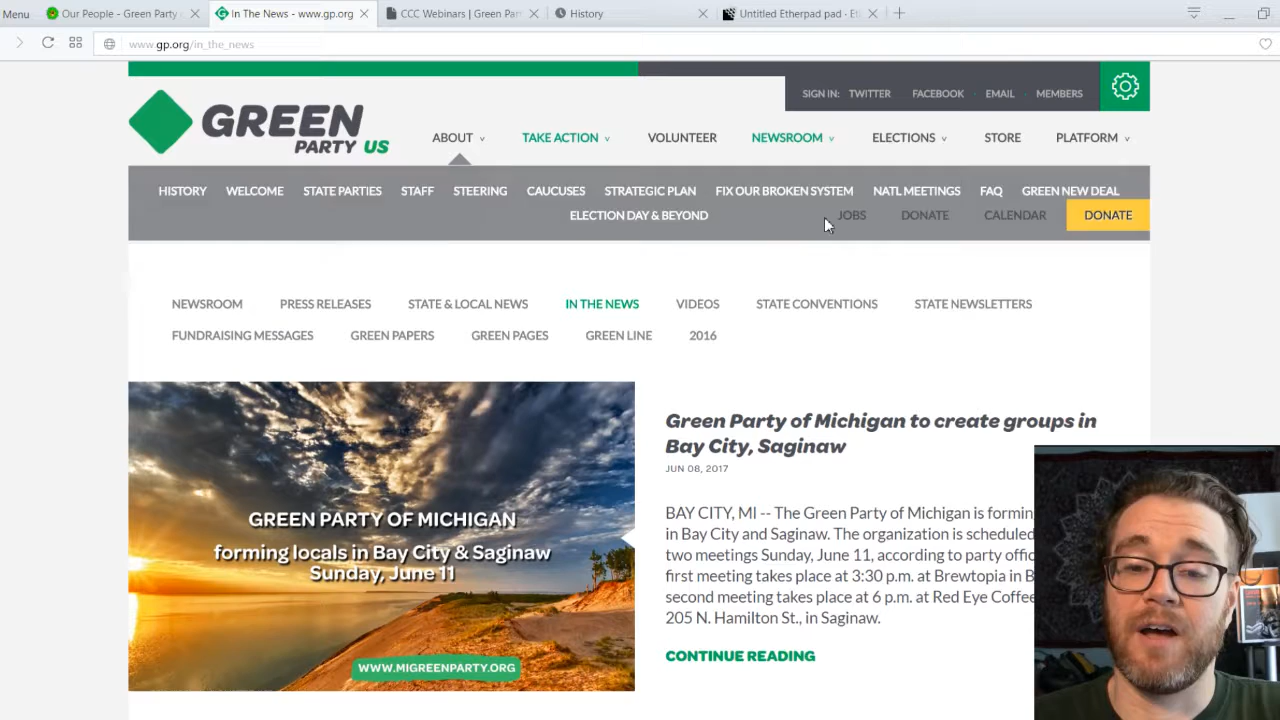 Menu
Our People - Green Party
In The News - www.gp.org
CCC Webinars | Green Par
History
Untitled Etherpad pad - Et
www.gp.org/in_the_news
SIGN IN: TWITTER FACEBOOK EMAIL MEMBERS
GREEN
PARTY US
ABOUT TAKE ACTION VOLUNTEER NEWSROOM ELECTIONS STORE PLATFORM
HISTORY WELCOME STATE PARTIES STAFF STEERING CAUCUSES STRATEGIC PLAN FIX OUR BROKEN SYSTEM NATL MEETINGS FAQ GREEN NEW DEAL
ELECTION DAY & BEYOND JOBS DONATE CALENDAR DONATE
NEWSROOM PRESS RELEASES STATE & LOCAL NEWS IN THE NEWS VIDEOS STATE CONVENTIONS STATE NEWSLETTERS
FUNDRAISING MESSAGES GREEN PAPERS GREEN PAGES GREEN LINE 2016
GREEN PARTY OF MICHIGAN
forming locals in Bay City & Saginaw
Sunday, June 11
WWW.MIGREENPARTY.ORG
Green Party of Michigan to create groups in
Bay City, Saginaw
JUN 08, 2017
BAY CITY, MI -- The Green Party of Michigan is forming
in Bay City and Saginaw. The organization is scheduled
two meetings Sunday, June 11, according to party offic
first meeting takes place at 3:30 p.m. at Brewtopia in B
second meeting takes place at 6 p.m. at Red Eye Coffee
205 N. Hamilton St., in Saginaw.
CONTINUE READING